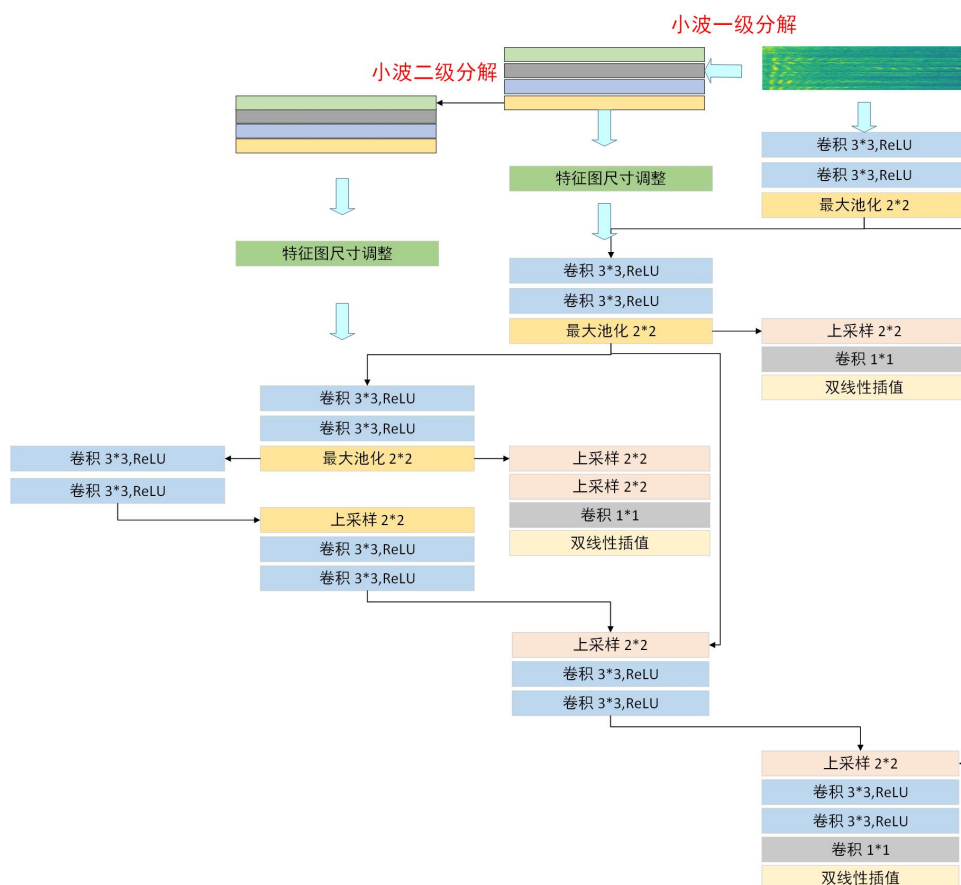 小波一级分解
小波二级分解
卷积 3*3,ReLU
卷积 3*3,ReLU
最大池化 2*2
特征图尺寸调整
特征图尺寸调整
卷积 3*3,ReLU
卷积 3*3,ReLU
最大池化 2*2
上采样 2*2
卷积 1*1
双线性插值
卷积 3*3,ReLU
卷积 3*3,ReLU
最大池化 2*2
卷积 3*3,ReLU
卷积 3*3,ReLU
上采样 2*2
上采样 2*2
卷积 1*1
双线性插值
上采样 2*2
卷积 3*3,ReLU
卷积 3*3,ReLU
上采样 2*2
卷积 3*3,ReLU
卷积 3*3,ReLU
上采样 2*2
卷积 3*3,ReLU
卷积 3*3,ReLU
卷积 1*1
双线性插值